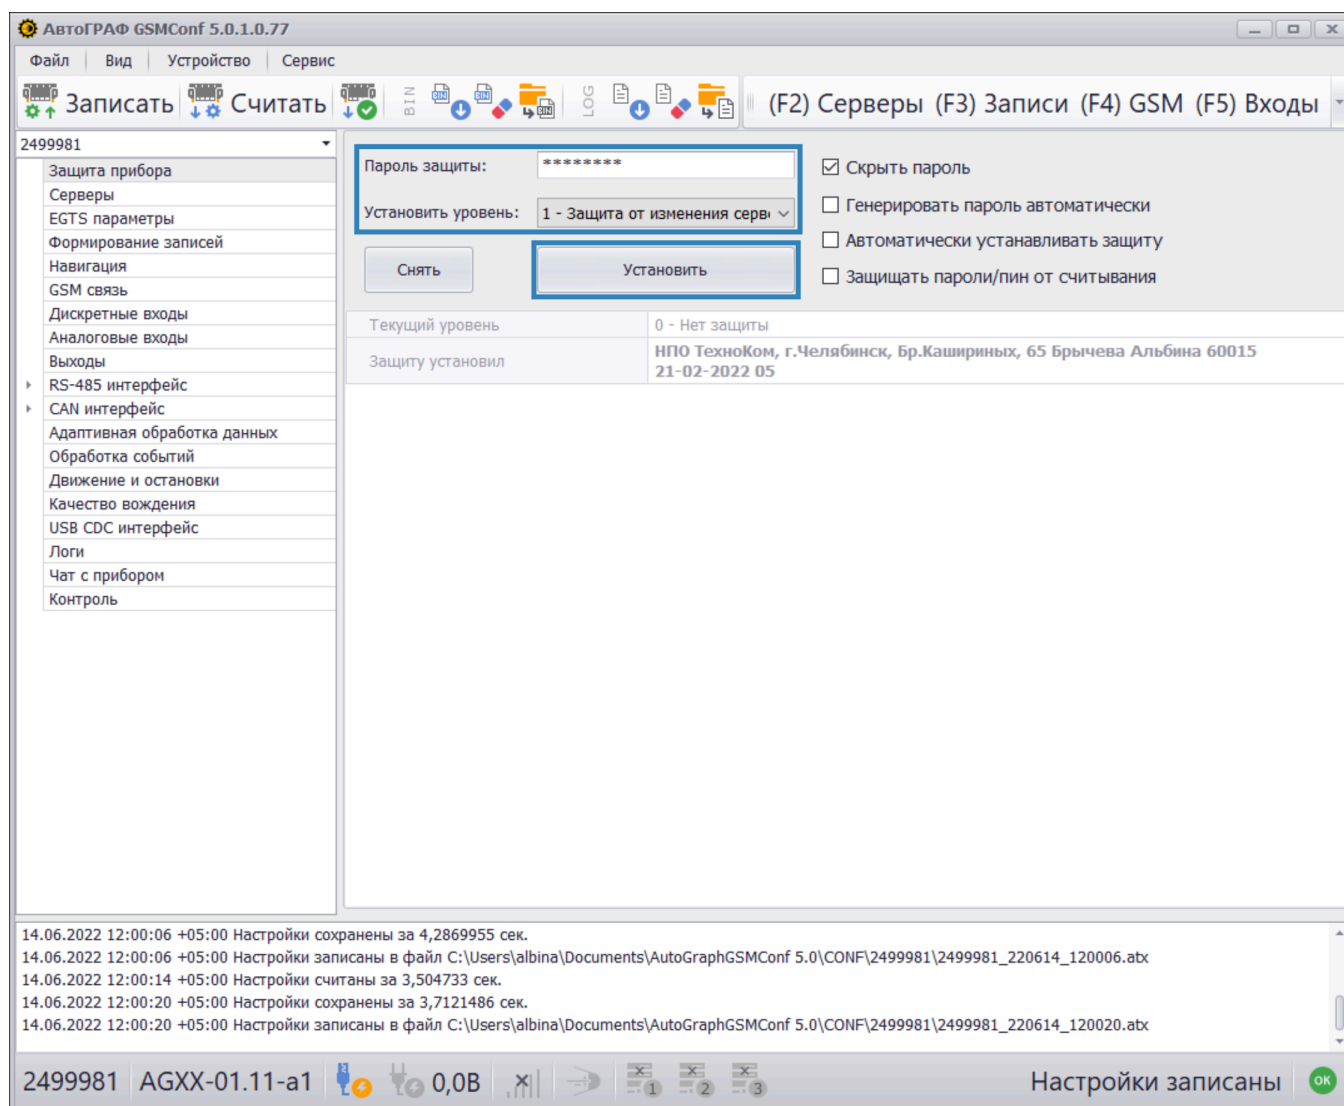 АвтоГРАФ GSMConf 5.0.1.0.77
Файл Вид Устройство Сервис
Записать Считать BIN LOG (F2) Серверы (F3) Записи (F4) GSM (F5) Входы
2499981
Защита прибора
Серверы
EGTS параметры
Формирование записей
Навигация
GSM связь
Дискретные входы
Аналоговые входы
Выходы
RS-485 интерфейс
CAN интерфейс
Адаптивная обработка данных
Обработка событий
Движение и остановки
Качество вождения
USB CDC интерфейс
Логи
Чат с прибором
Контроль
Пароль защиты: ********
Установить уровень: 1 - Защита от изменения серв
Снять Установить
Скрыть пароль
Генерировать пароль автоматически
Автоматически устанавливать защиту
Защищать пароли/пин от считывания
Текущий уровень 0 - Нет защиты
Защиту установил НПО ТехноКом, г.Челябинск, Бр.Кашириных, 65 Брычева Альбина 60015
21-02-2022 05
14.06.2022 12:00:06 +05:00 Настройки сохранены за 4,2869955 сек.
14.06.2022 12:00:06 +05:00 Настройки записаны в файл C:\Users\albina\Documents\AutoGraphGSMConf 5.0\CONF\2499981\2499981_220614_120006.atx
14.06.2022 12:00:14 +05:00 Настройки считаны за 3,504733 сек.
14.06.2022 12:00:20 +05:00 Настройки сохранены за 3,7121486 сек.
14.06.2022 12:00:20 +05:00 Настройки записаны в файл C:\Users\albina\Documents\AutoGraphGSMConf 5.0\CONF\2499981\2499981_220614_120020.atx
2499981 AGXX-01.11-a1 0,0В 1 2 3 Настройки записаны OK